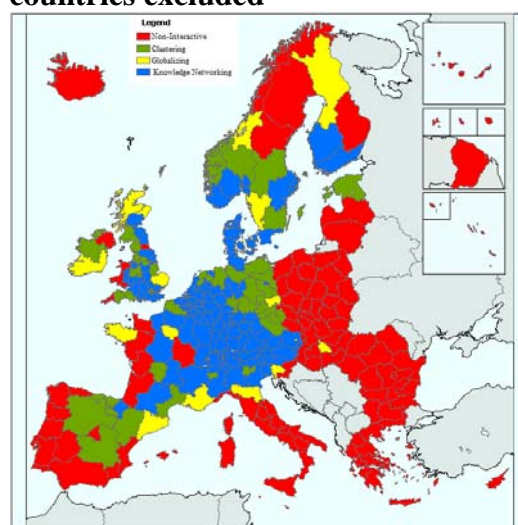 countries excluded
Legend
Non-Interactive
Clustering
Globalizing
Knowledge Networking